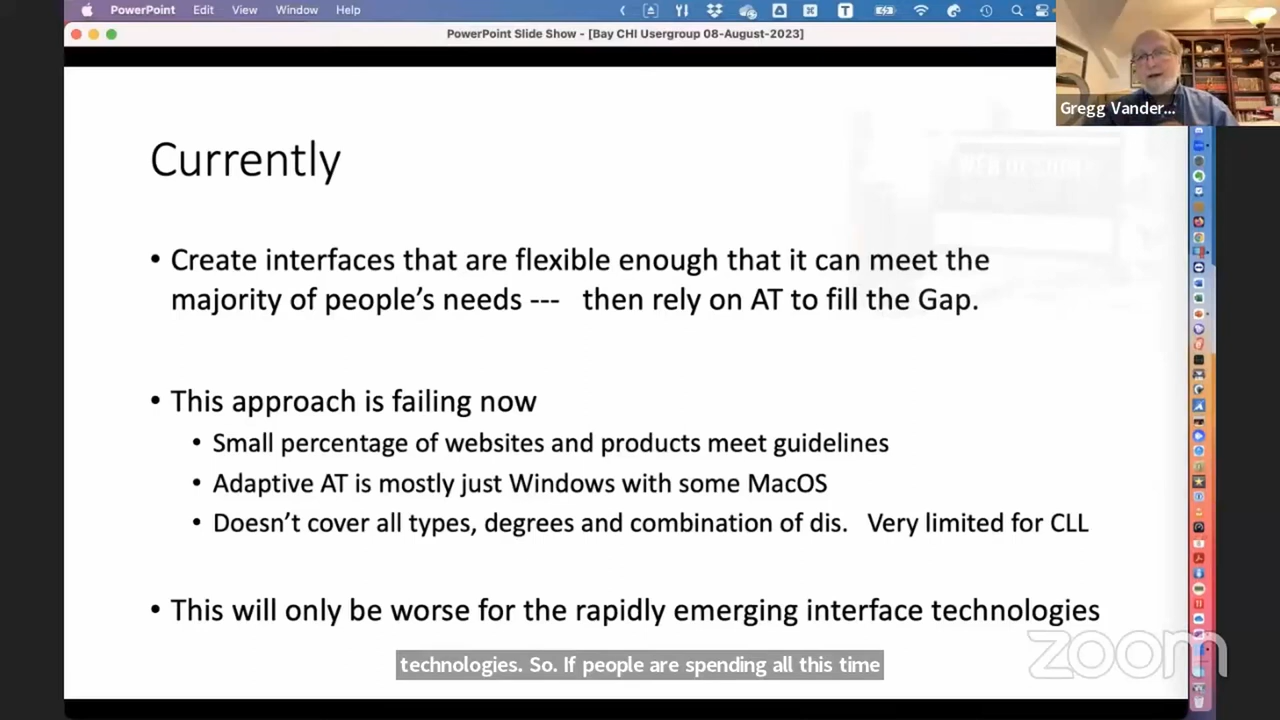 PowerPoint Edit View Window Help
PowerPoint Slide Show - [Bay CHI Usergroup 08-August-2023]
Gregg Vander...
Currently
• Create interfaces that are flexible enough that it can meet the
majority of people’s needs --- then rely on AT to fill the Gap.
• This approach is failing now
• Small percentage of websites and products meet guidelines
• Adaptive AT is mostly just Windows with some MacOS
• Doesn’t cover all types, degrees and combination of dis. Very limited for CLL
• This will only be worse for the rapidly emerging interface technologies
zoom
technologies. So. If people are spending all this time